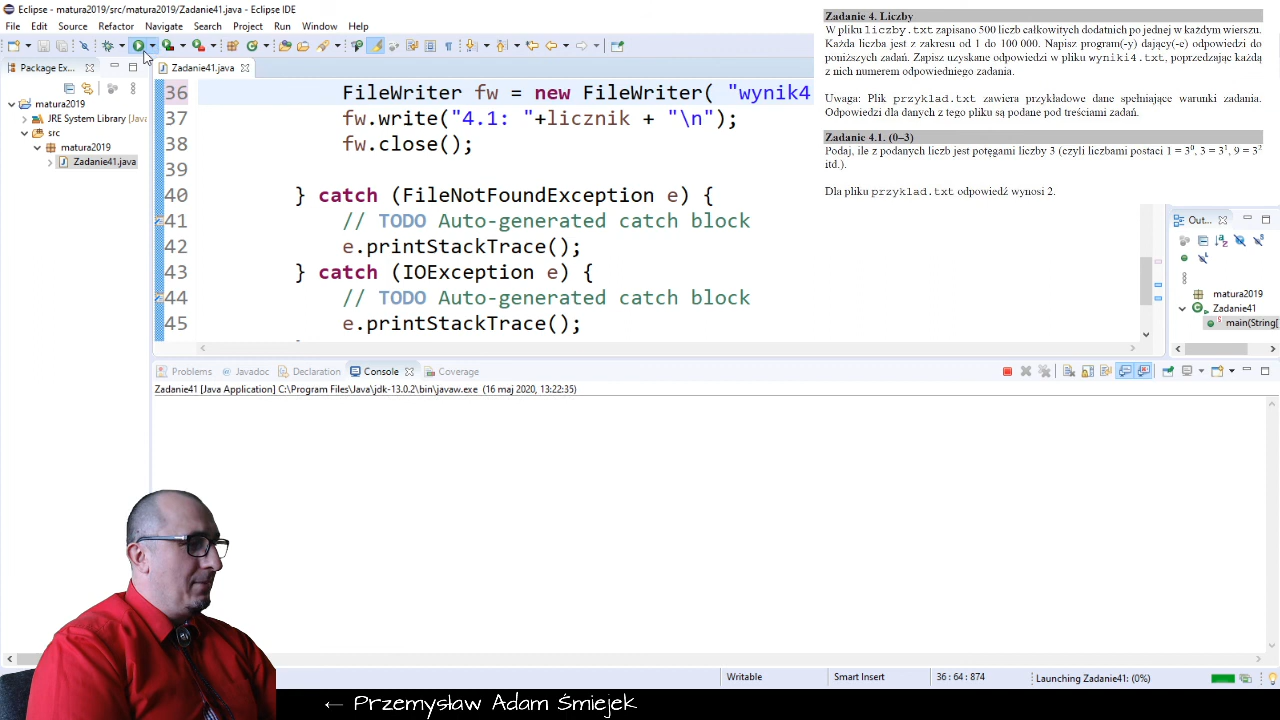 Eclipse - matura2019/src/matura2019/Zadanie41.java - Eclipse IDE
File Edit Source Refactor Navigate Search Project Run Window Help
Package Ex...
matura2019
JRE System Library [Java
src
matura2019
Zadanie41.java
Zadanie41.java
36 FileWriter fw = new FileWriter( "wynik4
37 fw.write("4.1: "+licznik + "\n");
38 fw.close();
39
40 } catch (FileNotFoundException e) {
41 // TODO Auto-generated catch block
42 e.printStackTrace();
43 } catch (IOException e) {
44 // TODO Auto-generated catch block
45 e.printStackTrace();
Zadanie 4. Liczby
W pliku liczby.txt zapisano 500 liczb całkowitych dodatnich po jednej w każdym wierszu.
Każda liczba jest z zakresu od 1 do 100 000. Napisz program(-y) dający(-e) odpowiedzi do
poniższych zadań. Zapisz uzyskane odpowiedzi w pliku wyniki4.txt, poprzedzając każdą
z nich numerem odpowiedniego zadania.
Uwaga: Plik przyklad.txt zawiera przykładowe dane spełniające warunki zadania.
Odpowiedzi dla danych z tego pliku są podane pod treściami zadań.
Zadanie 4.1. (0–3)
Podaj, ile z podanych liczb jest potęgami liczby 3 (czyli liczbami postaci 1 = 3⁰, 3 = 3¹, 9 = 3²
itd.).
Dla pliku przyklad.txt odpowiedź wynosi 2.
Out...
matura2019
Zadanie41
main(String[
Problems Javadoc Declaration Console Coverage
Zadanie41 [Java Application] C:\Program Files\Java\jdk-13.0.2\bin\javaw.exe (16 maj 2020, 13:22:35)
Writable Smart Insert 36 : 64 : 874 Launching Zadanie41: (0%)
← Przemysław Adam Śmiejek